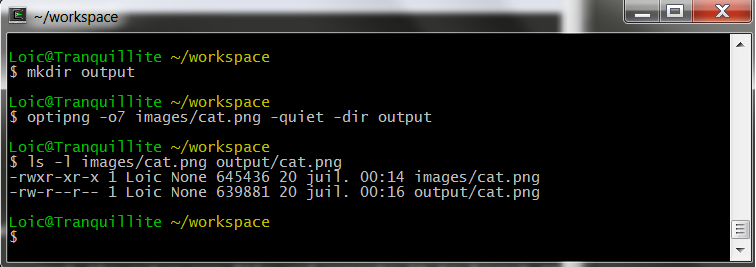 ~/workspace
Loic@Tranquillite ~/workspace
$ mkdir output
Loic@Tranquillite ~/workspace
$ optipng -o7 images/cat.png -quiet -dir output
Loic@Tranquillite ~/workspace
$ ls -l images/cat.png output/cat.png
-rwxr-xr-x 1 Loic None 645436 20 juil. 00:14 images/cat.png
-rw-r--r-- 1 Loic None 639881 20 juil. 00:16 output/cat.png
Loic@Tranquillite ~/workspace
$